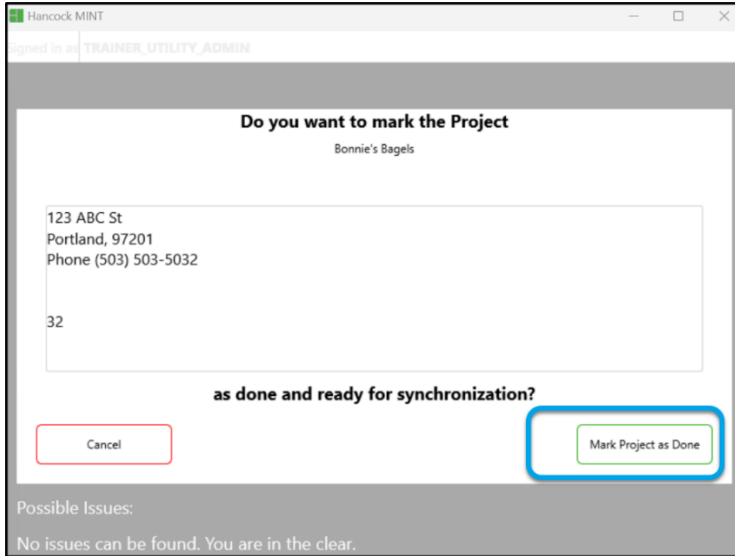 Hancock MINT
Signed in as TRAINER_UTILITY_ADMIN
Do you want to mark the Project
Bonnie's Bagels
123 ABC St
Portland, 97201
Phone (503) 503-5032
32
as done and ready for synchronization?
Cancel
Mark Project as Done
Possible Issues:
No issues can be found. You are in the clear.